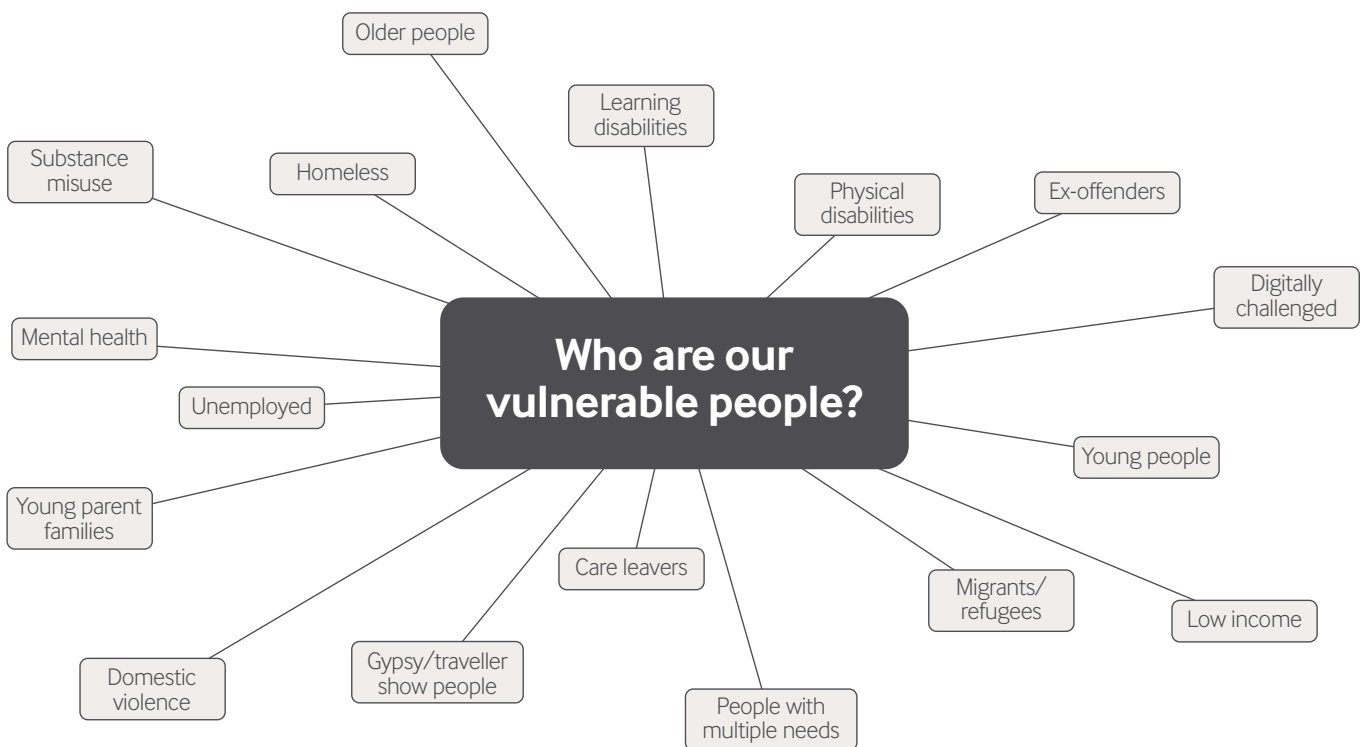 Older people
Learning
disabilities
Substance
misuse
Homeless
Physical
disabilities
Ex-offenders
Digitally
challenged
Mental health
Who are our
vulnerable people?
Unemployed
Young people
Young parent
families
Care leavers
Migrants/
refugees
Low income
Domestic
violence
Gypsy/traveller
show people
People with
multiple needs